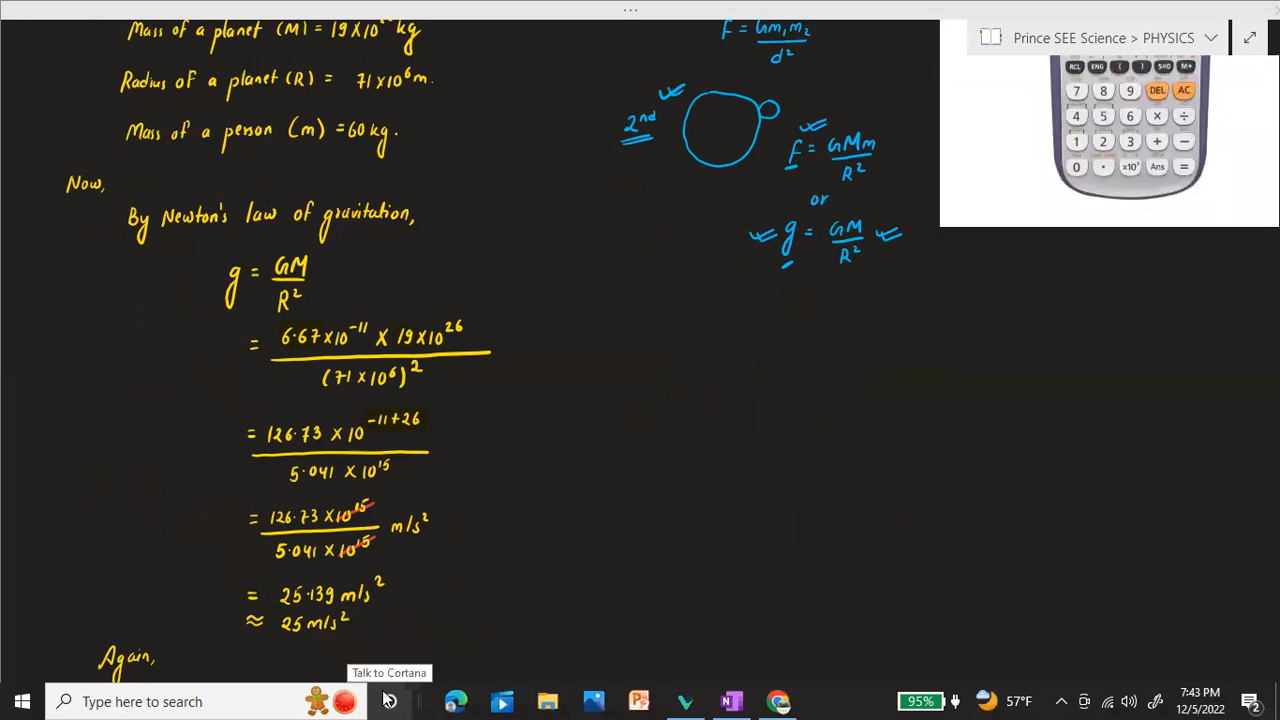 ...
Mass of a planet (M) = 19×10 kg
Radius of a planet (R) = 71×10⁶ m.
Mass of a person (m) = 60 kg.
Now,
By Newton's law of gravitation,
g = GM
R²
= 6.67×10⁻¹¹ × 19×10²⁶
(71×10⁶)²
= 126.73 × 10⁻¹¹⁺²⁶
5.041 × 10¹⁵
= 126.73 × 10¹⁵ m/s²
5.041 × 10¹⁵
= 25.139 m/s²
≈ 25 m/s²
Again,
F = Gm₁m₂
d²
2nd
F = GMm
R²
or
g = GM
R²
Prince SEE Science > PHYSICS
RCL ENG ( ) S⇔D M+
7 8 9 DEL AC
4 5 6 × ÷
1 2 3 + −
0 . ×10ˣ Ans =
Talk to Cortana
Type here to search
95%
57°F
7:43 PM
12/5/2022
2